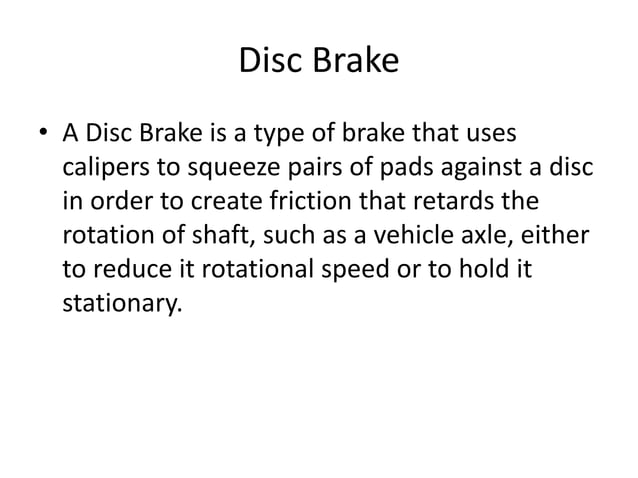 Disc Brake
• A Disc Brake is a type of brake that uses
calipers to squeeze pairs of pads against a disc
in order to create friction that retards the
rotation of shaft, such as a vehicle axle, either
to reduce it rotational speed or to hold it
stationary.